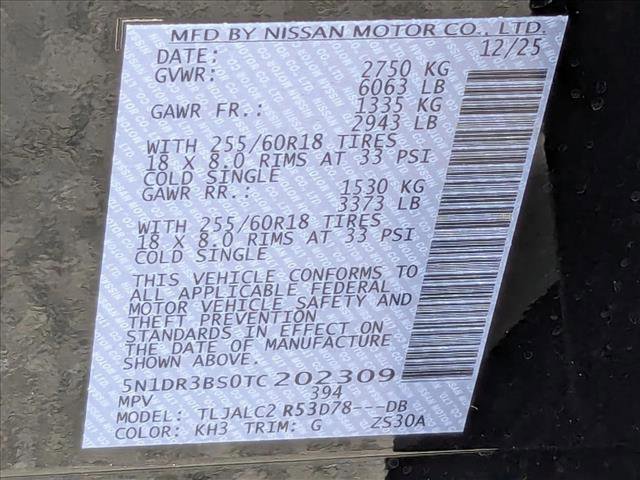 MFD BY NISSAN MOTOR CO., LTD.
DATE: 12/25
GVWR: 2750 KG
6063 LB
GAWR FR.: 1335 KG
2943 LB
WITH 255/60R18 TIRES
18 X 8.0 RIMS AT 33 PSI
COLD SINGLE
GAWR RR.: 1530 KG
3373 LB
WITH 255/60R18 TIRES
18 X 8.0 RIMS AT 33 PSI
COLD SINGLE
THIS VEHICLE CONFORMS TO
ALL APPLICABLE FEDERAL
MOTOR VEHICLE SAFETY AND
THEFT PREVENTION
STANDARDS IN EFFECT ON
THE DATE OF MANUFACTURE
SHOWN ABOVE.
5N1DR3BS0TC202309
MPV 394
MODEL: TLJALC2 R53D78---DB
COLOR: KH3 TRIM: G ZS30A